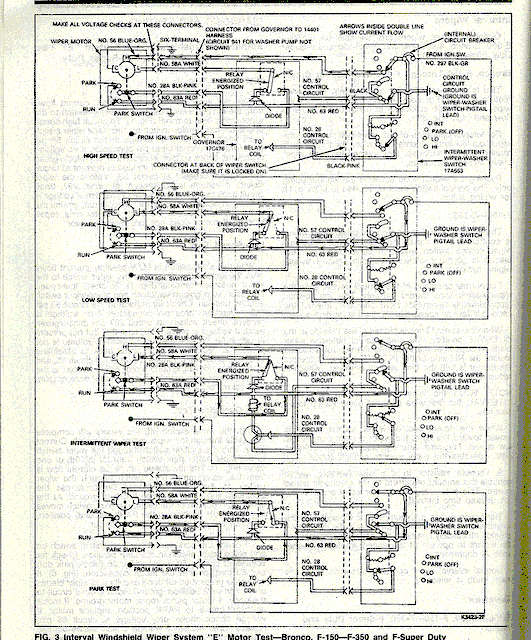 MAKE ALL VOLTAGE CHECKS AT THESE CONNECTORS.
CONNECTOR FROM GOVERNOR TO 14401
HARNESS
(CIRCUIT 941 FOR WASHER PUMP NOT
SHOWN)
ARROWS INSIDE DOUBLE LINE
SHOW CURRENT FLOW
(INTERNAL)
CIRCUIT BREAKER
WIPER MOTOR
NO. 56 BLUE-ORG.
SIX-TERMINAL
FROM IGN.SW.
NO. 58A WHITE
NO. 297 BLK-GR
RELAY
ENERGIZED
POSITION
N/C
NO. 57
CONTROL
CIRCUIT
BLACK
CONTROL
CIRCUIT
GROUND
(GROUND IS
WIPER-WASHER
SWITCH-PIGTAIL
LEAD)
PARK
NO. 28A BLK-PINK
NO. 63A RED
RUN
PARK SWITCH
DIODE
NO. 63 RED
INT
PARK (OFF)
LO
HI
FROM IGN. SWITCH
GOVERNOR
17C476
TO
RELAY
COIL
NO. 28
CONTROL
CIRCUIT
INTERMITTENT
WIPER-WASHER
SWITCH
17A553
HIGH SPEED TEST
CONNECTOR AT BACK OF WIPER SWITCH
(MAKE SURE IT IS LOCKED ON)
BLACK-PINK
NO. 56 BLUE-ORG.
NO. 58A WHITE
RELAY
ENERGIZED
POSITION
N/C
NO. 57 CONTROL
CIRCUIT
GROUND IS WIPER-
WASHER SWITCH
PIGTAIL LEAD
PARK
NO. 28A BLK-PINK
NO. 63A RED
NO. 63 RED
RUN
PARK SWITCH
DIODE
INT
PARK (OFF)
LO
HI
FROM IGN. SWITCH
NO. 28 CONTROL
CIRCUIT
TO
RELAY
COIL
LOW SPEED TEST
NO. 56 BLUE-ORG.
NO. 58A WHITE
NO. 28A BLK-PINK
RELAY
ENERGIZED
POSITION
N/C
NO. 57 CONTROL
CIRCUIT
GROUND IS WIPER-
WASHER SWITCH
PIGTAIL LEAD
PARK
NO. 63A RED
DIODE
NO. 63 RED
RUN
PARK SWITCH
TO
RELAY
COIL
NO. 28
CONTROL
CIRCUIT
INT
PARK (OFF)
LO
HI
FROM IGN. SWITCH
INTERMITTENT WIPER TEST
NO. 56 BLUE-ORG.
NO. 58A WHITE
RELAY
ENERGIZED
POSITION
N/C
NO. 57
CONTROL
CIRCUIT
GROUND IS WIPER-
WASHER SWITCH
PIGTAIL LEAD
PARK
NO. 28A BLK-PINK
NO. 63A RED
NO. 63 RED
RUN
PARK SWITCH
DIODE
INT
PARK (OFF)
LO
HI
FROM IGN. SWITCH
TO
RELAY
COIL
NO. 28
CONTROL
CIRCUIT
PARK TEST
K3423-2F
FIG. 3 Interval Windshield Wiper System "E" Motor Test—Bronco, F-150—F-350 and F-Super Duty